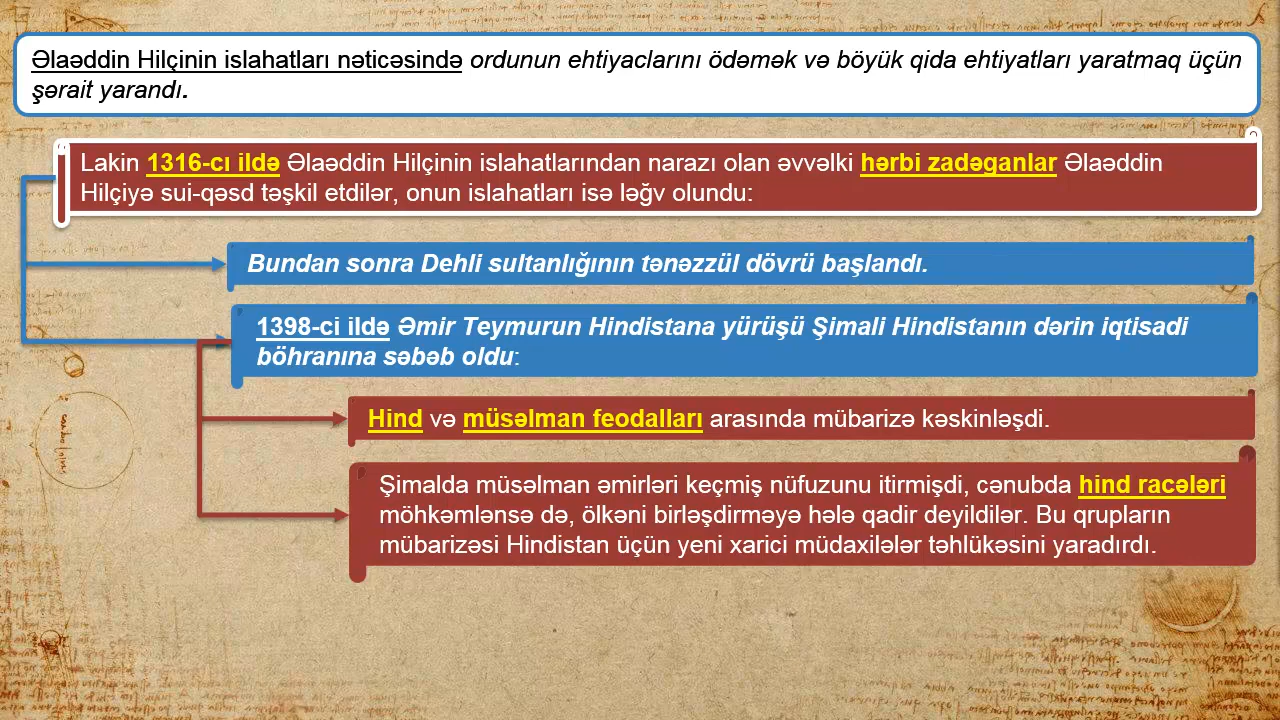 Əlaəddin Hilçinin islahatları nəticəsində ordunun ehtiyaclarını ödəmək və böyük qida ehtiyatları yaratmaq üçün
şərait yarandı.
Lakin 1316-cı ildə Əlaəddin Hilçinin islahatlarından narazı olan əvvəlki hərbi zadəganlar Əlaəddin
Hilçiyə sui-qəsd təşkil etdilər, onun islahatları isə ləğv olundu:
Bundan sonra Dehli sultanlığının tənəzzül dövrü başlandı.
1398-ci ildə Əmir Teymurun Hindistana yürüşü Şimali Hindistanın dərin iqtisadi
böhranına səbəb oldu:
Hind və müsəlman feodalları arasında mübarizə kəskinləşdi.
Şimalda müsəlman əmirləri keçmiş nüfuzunu itirmişdi, cənubda hind racələri
möhkəmlənsə də, ölkəni birləşdirməyə hələ qadir deyildilər. Bu qrupların
mübarizəsi Hindistan üçün yeni xarici müdaxilələr təhlükəsini yaradırdı.